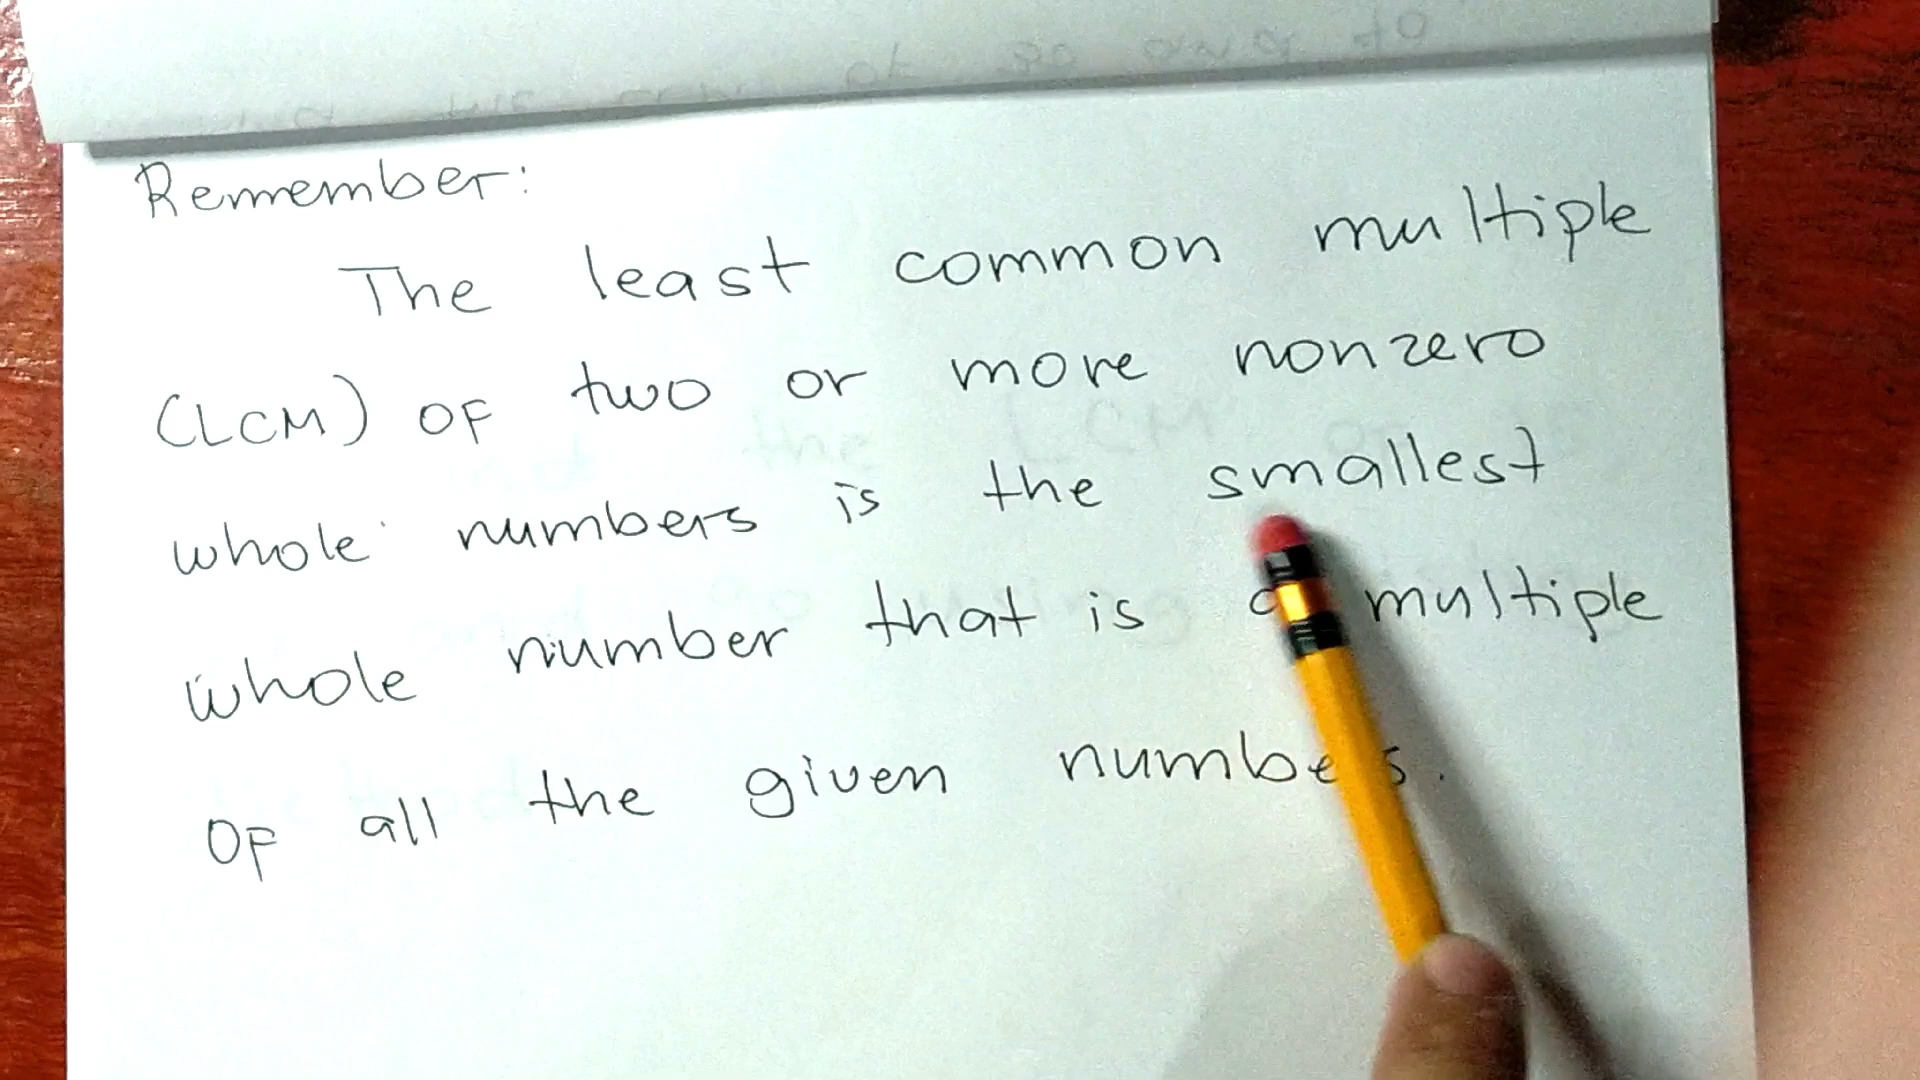 Remember:
The least common multiple
(LCM) of two or more nonzero
whole numbers is the smallest
whole number that is a multiple
of all the given numbers.